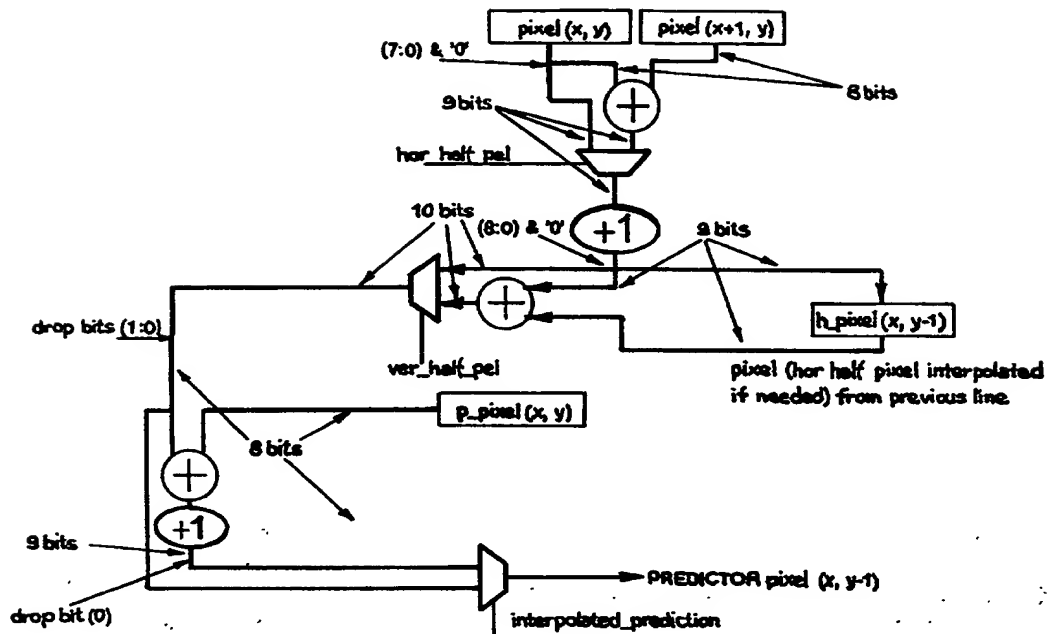 pixel (x, y) pixel (x+1, y)
(7:0) & '0'
8 bits
9 bits
hor_half_pel
+1
10 bits
(8:0) & '0'
9 bits
h_pixel (x, y-1)
drop bits (1:0)
ver_half_pel
pixel (hor half pixel interpolated
if needed) from previous line
p_pixel (x, y)
8 bits
+1
9 bits
PREDICTOR pixel (x, y-1)
drop bit (0)
interpolated_prediction